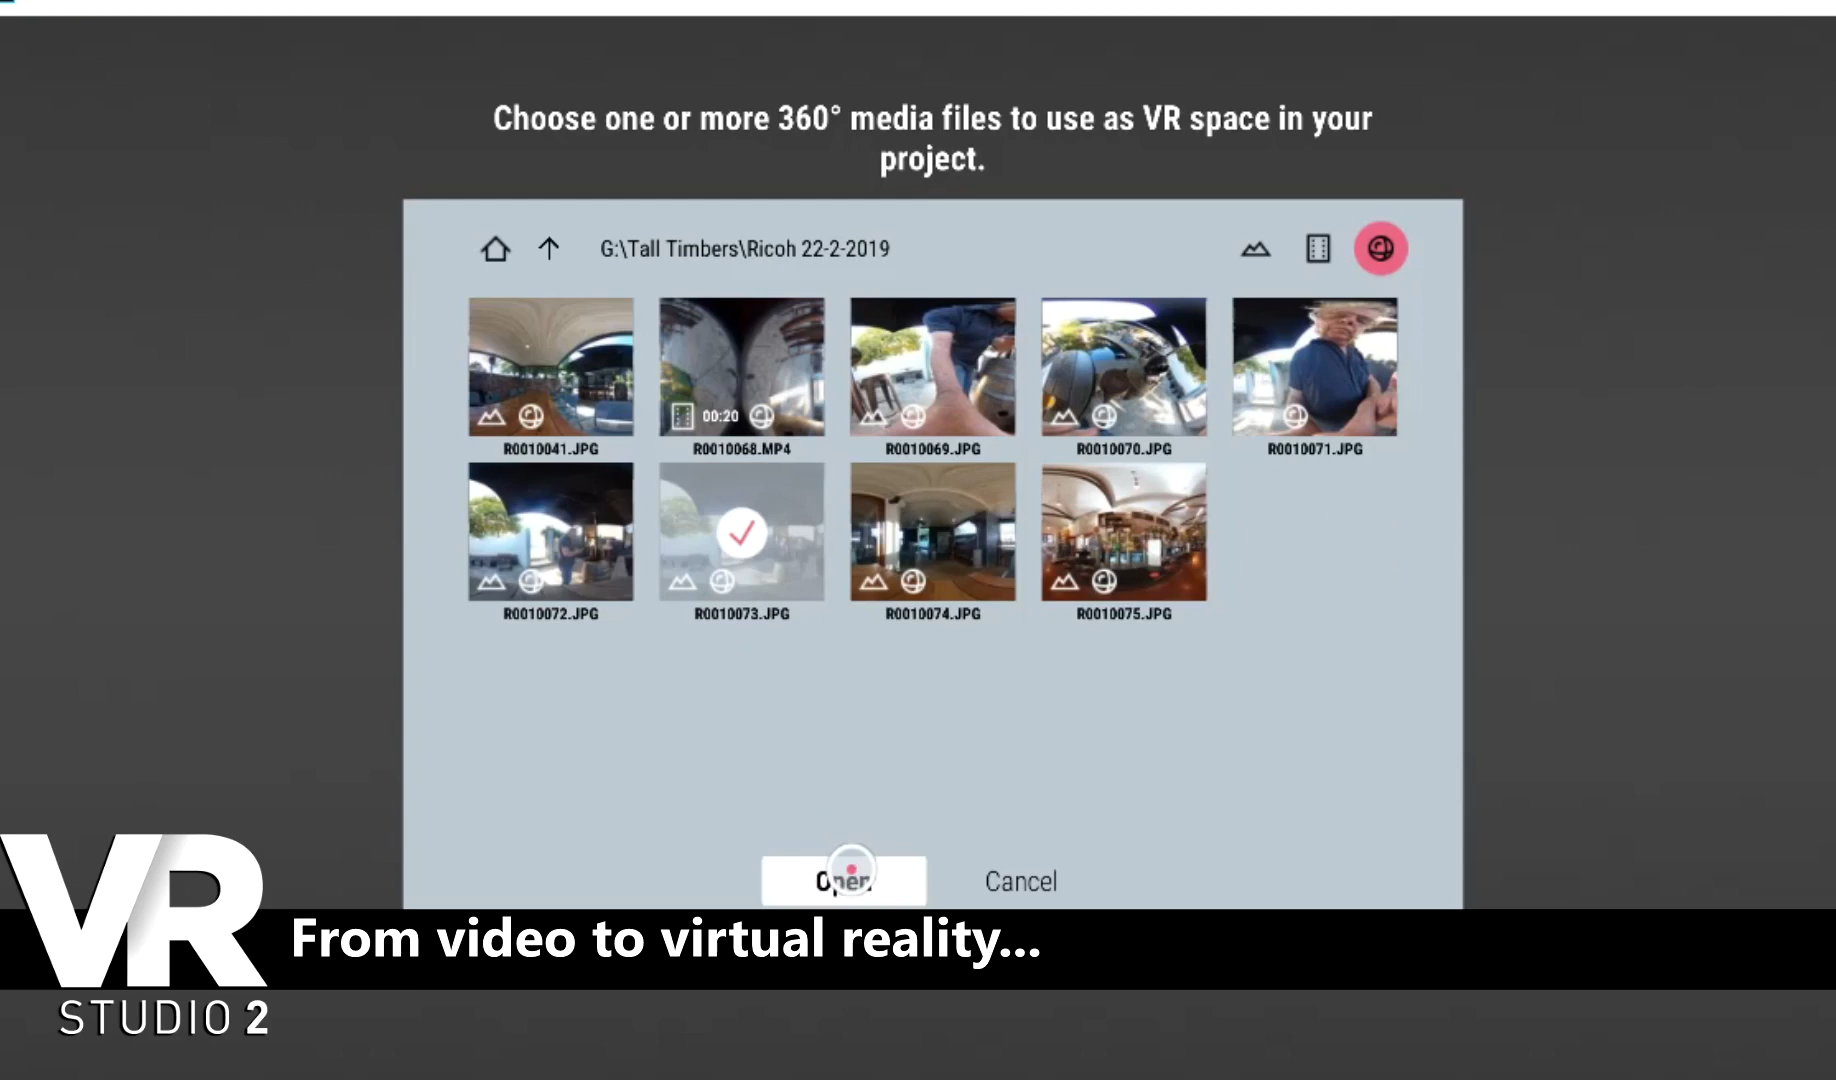 Choose one or more 360° media files to use as VR space in your
project.
G:\Tall Timbers\Ricoh 22-2-2019
00:20
R0010041.JPG
R0010068.MP4
R0010069.JPG
R0010070.JPG
R0010071.JPG
R0010072.JPG
R0010073.JPG
R0010074.JPG
R0010075.JPG
Open
Cancel
VR
STUDIO 2
From video to virtual reality...